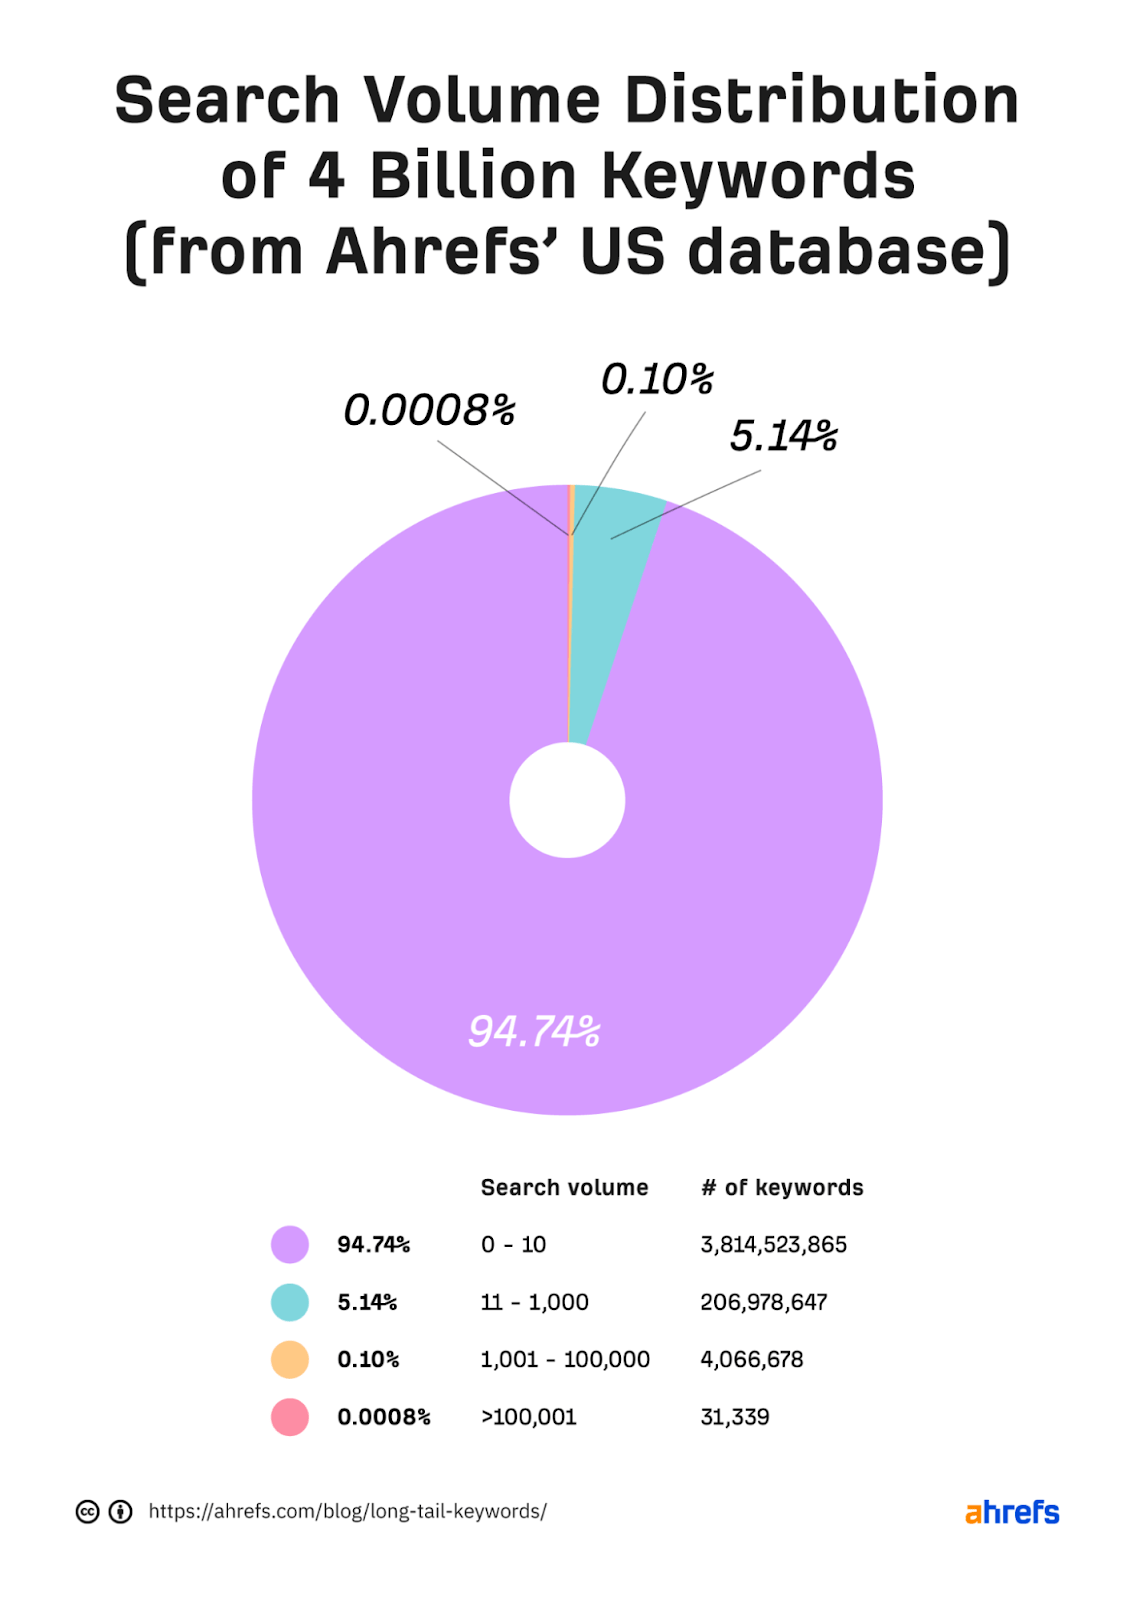 Search Volume Distribution
of 4 Billion Keywords
(from Ahrefs’ US database)
0.10%
0.0008%
5.14%
94.74%
Search volume # of keywords
94.74% 0 - 10 3,814,523,865
5.14% 11 - 1,000 206,978,647
0.10% 1,001 - 100,000 4,066,678
0.0008% >100,001 31,339
cc https://ahrefs.com/blog/long-tail-keywords/ ahrefs